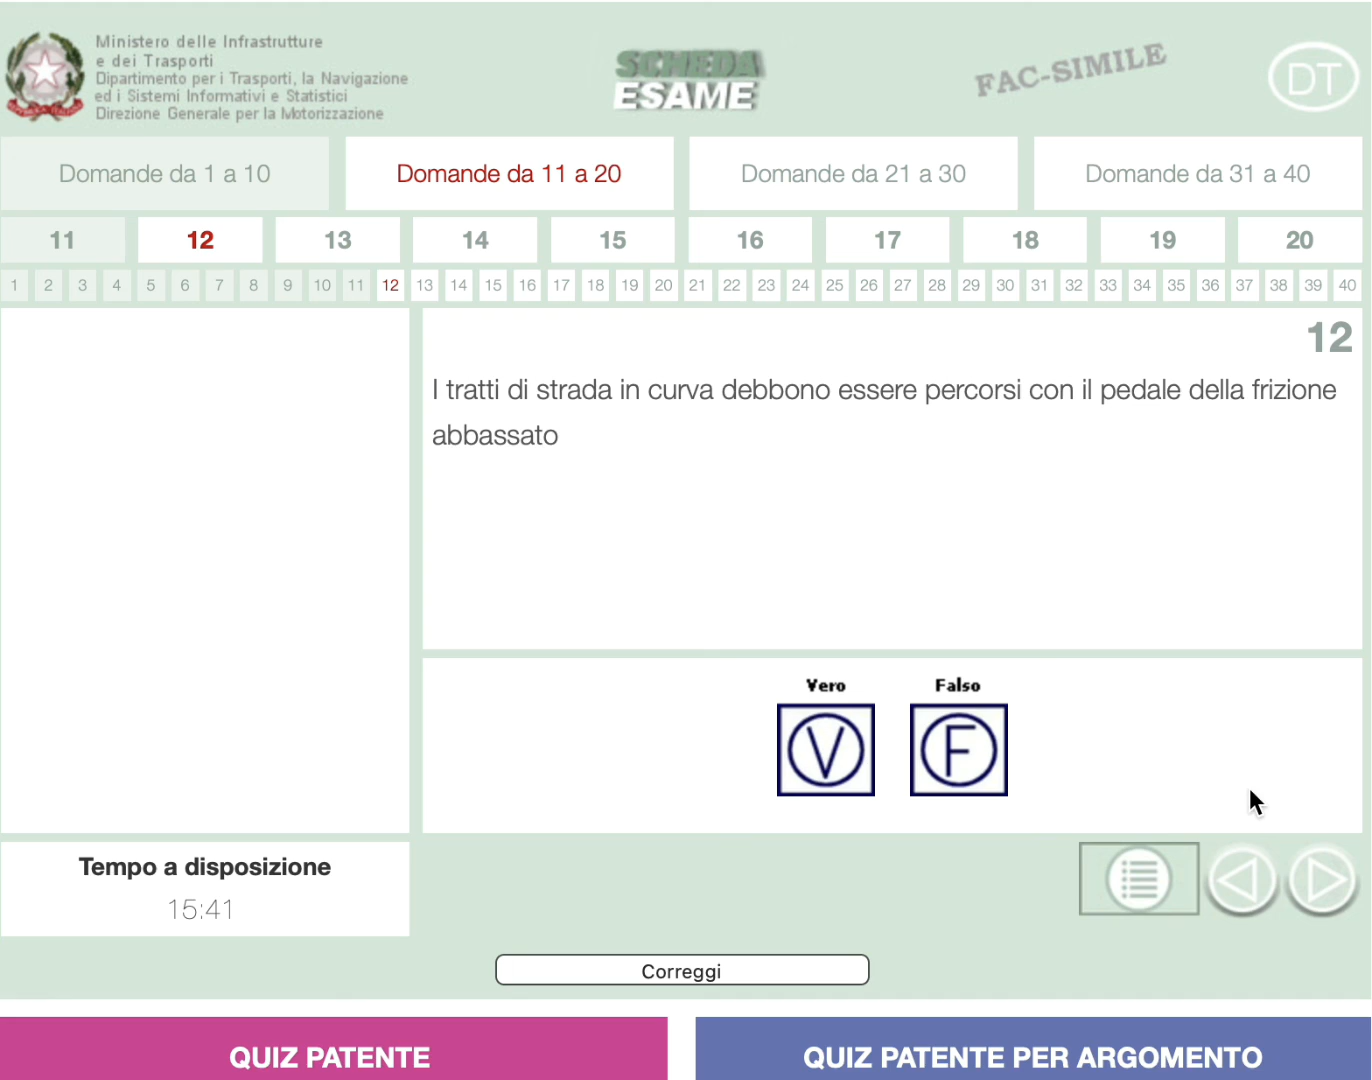 Ministero delle Infrastrutture
e dei Trasporti
Dipartimento per i Trasporti, la Navigazione
ed i Sistemi Informativi e Statistici
Direzione Generale per la Motorizzazione
SCHEDA
ESAME
FAC-SIMILE
DT
Domande da 1 a 10 Domande da 11 a 20 Domande da 21 a 30 Domande da 31 a 40
11 12 13 14 15 16 17 18 19 20
1 2 3 4 5 6 7 8 9 10 11 12 13 14 15 16 17 18 19 20 21 22 23 24 25 26 27 28 29 30 31 32 33 34 35 36 37 38 39 40
12
I tratti di strada in curva debbono essere percorsi con il pedale della frizione
abbassato
Vero Falso
V F
Tempo a disposizione
15:41
Correggi
QUIZ PATENTE QUIZ PATENTE PER ARGOMENTO